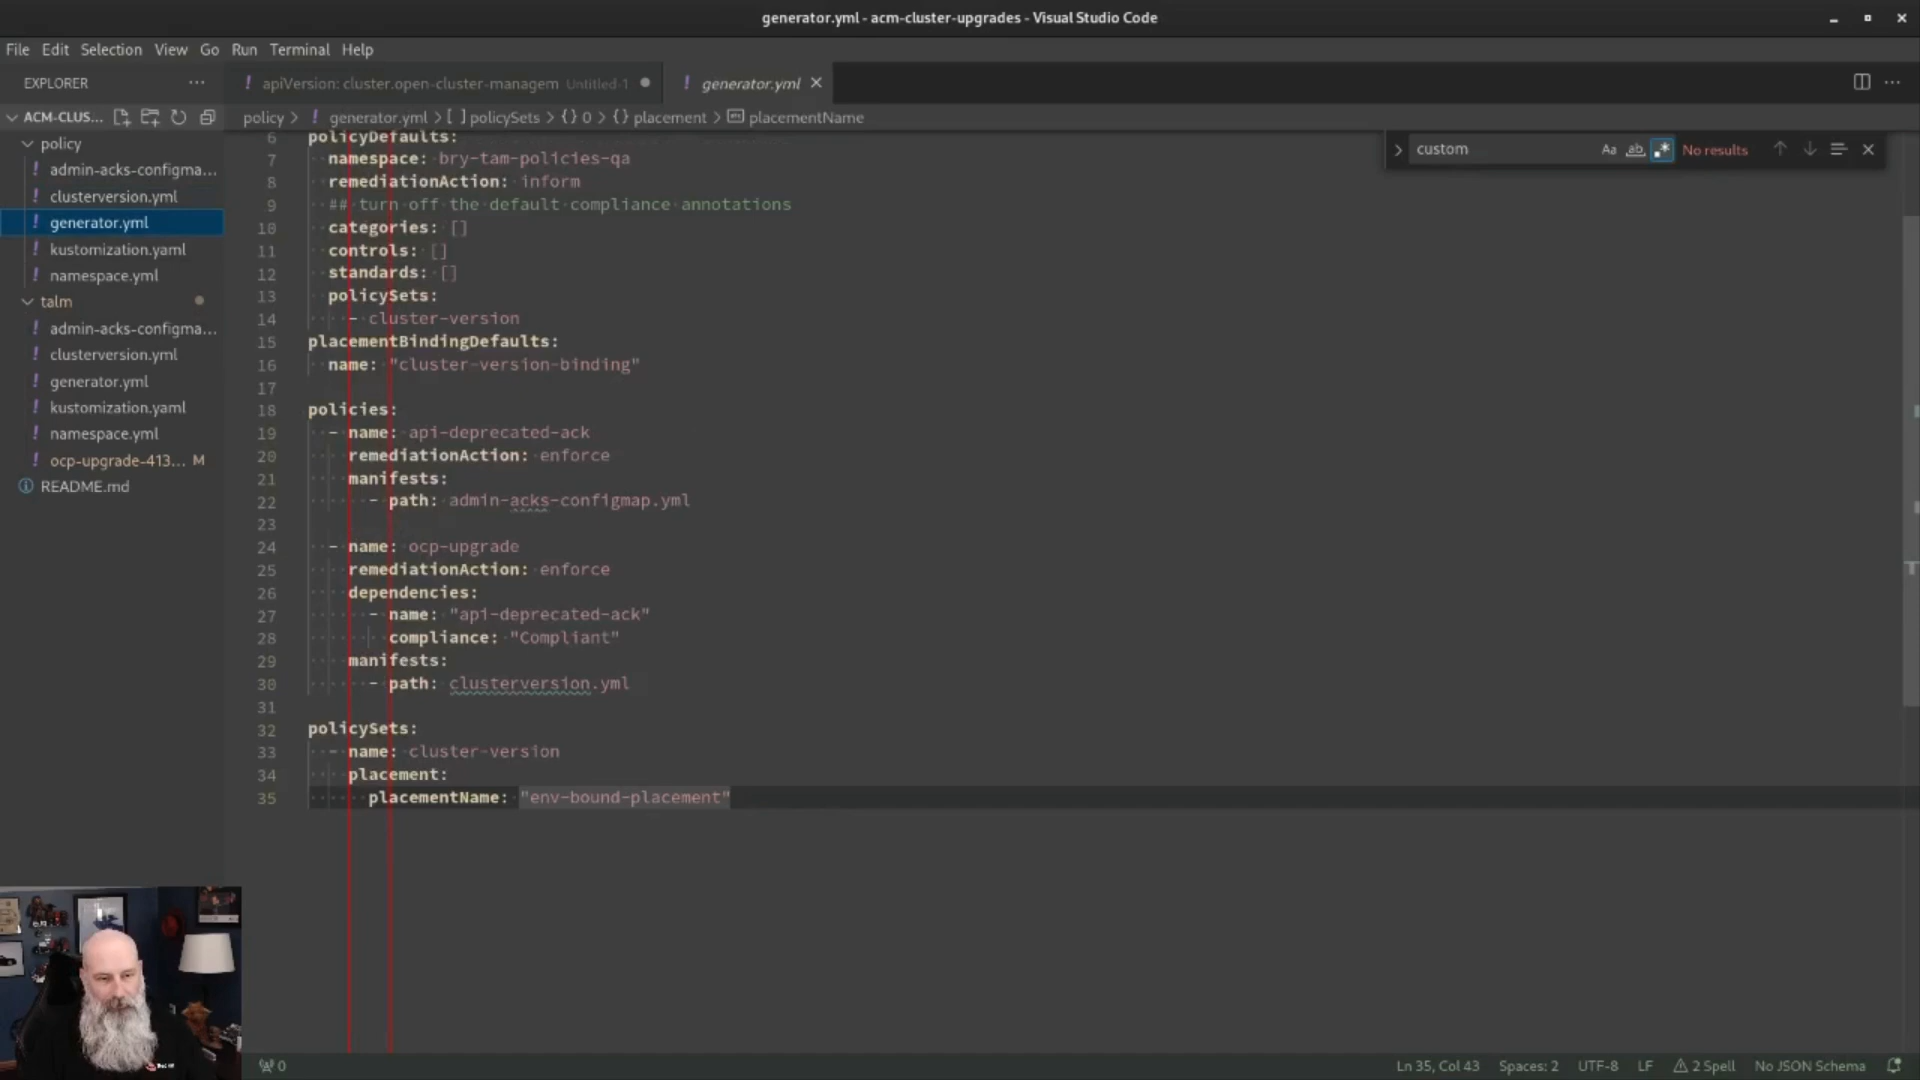 generator.yml - acm-cluster-upgrades - Visual Studio Code
File Edit Selection View Go Run Terminal Help
EXPLORER
apiVersion: cluster.open-cluster-managem Untitled-1
generator.yml
ACM-CLUS...
policy > generator.yml > [ ] policySets > {} 0 > {} placement > placementName
policy
admin-acks-configma...
clusterversion.yml
generator.yml
kustomization.yaml
namespace.yml
talm
admin-acks-configma...
clusterversion.yml
generator.yml
kustomization.yaml
namespace.yml
ocp-upgrade-413... M
README.md
custom
Aa ab No results
6 policyDefaults:
7 namespace: bry-tam-policies-qa
8 remediationAction: inform
9 ## turn off the default compliance annotations
10 categories: []
11 controls: []
12 standards: []
13 policySets:
14 - cluster-version
15 placementBindingDefaults:
16 name: "cluster-version-binding"
17
18 policies:
19 - name: api-deprecated-ack
20 remediationAction: enforce
21 manifests:
22 - path: admin-acks-configmap.yml
23
24 - name: ocp-upgrade
25 remediationAction: enforce
26 dependencies:
27 - name: "api-deprecated-ack"
28 compliance: "Compliant"
29 manifests:
30 - path: clusterversion.yml
31
32 policySets:
33 - name: cluster-version
34 placement:
35 placementName: "env-bound-placement"
0
Ln 35, Col 43 Spaces: 2 UTF-8 LF 2 Spell No JSON Schema